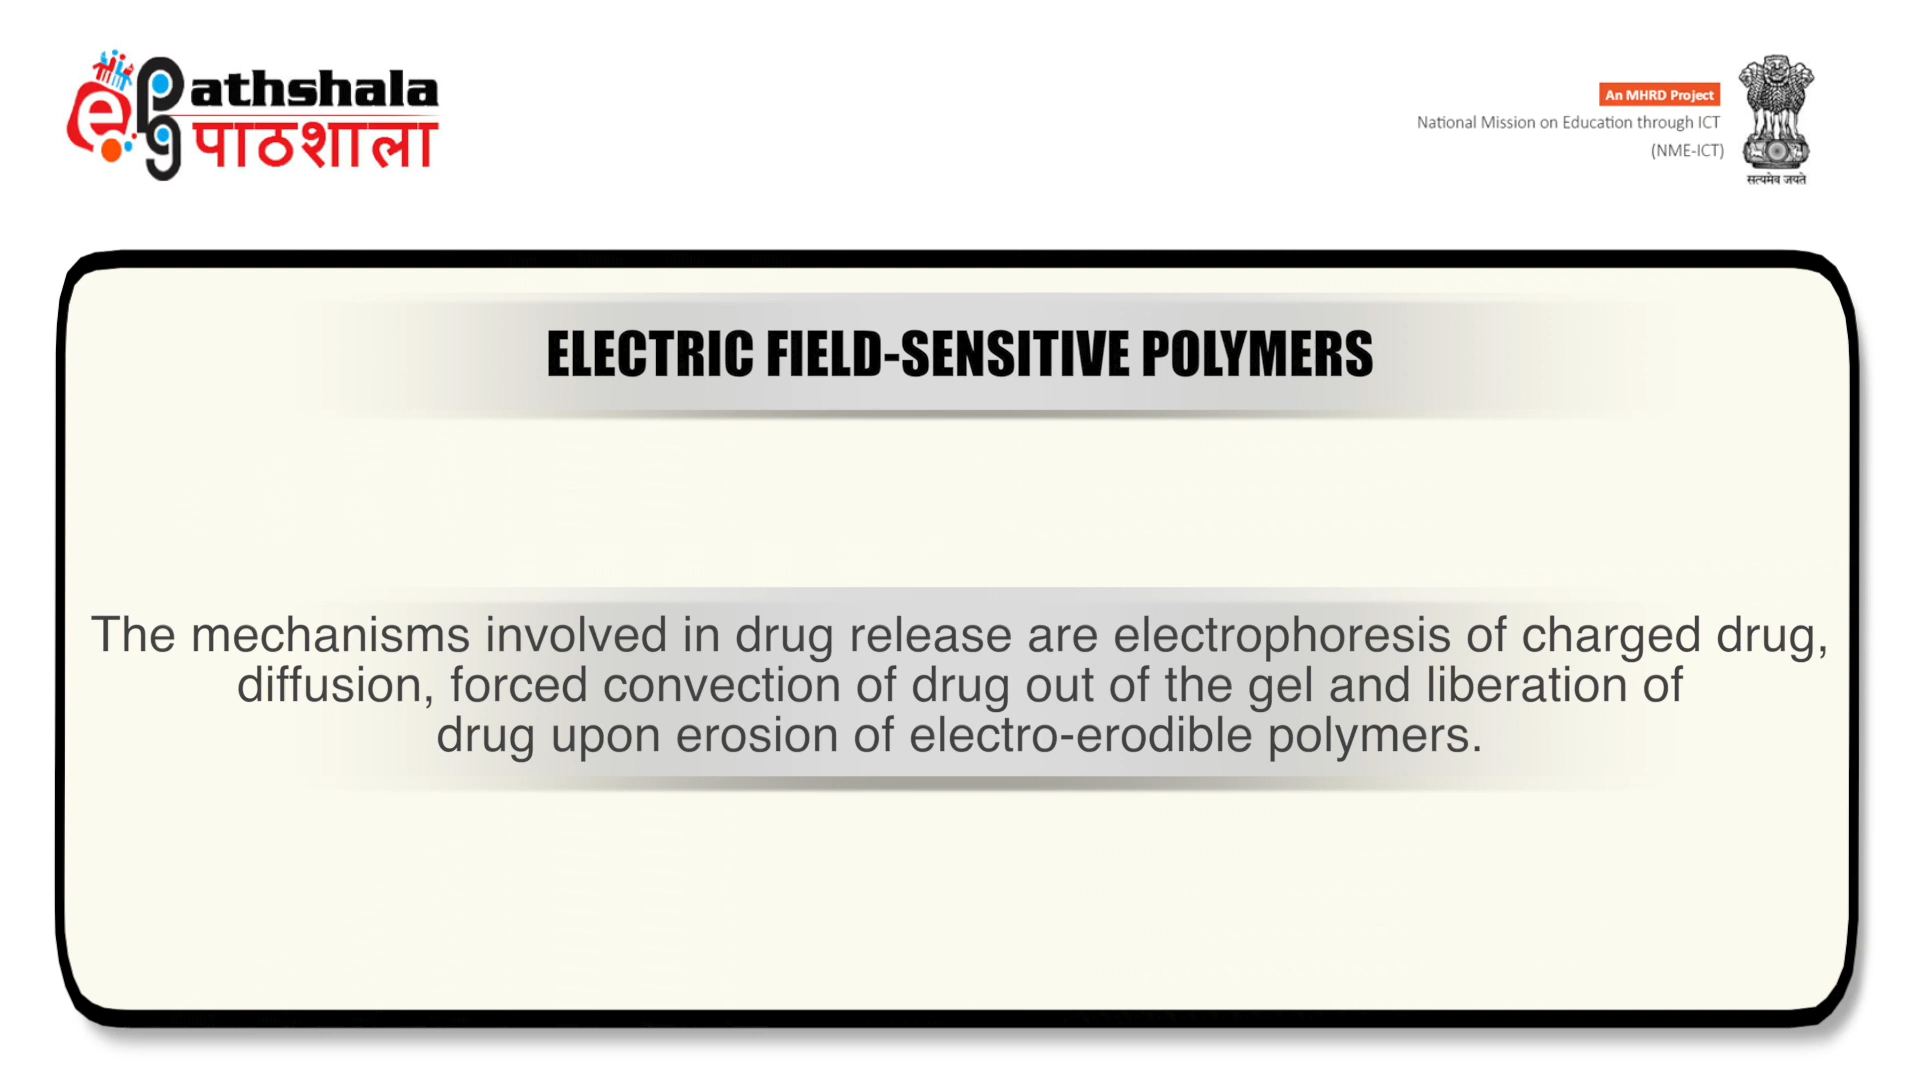 e Pg Pathshala
पाठशाला
An MHRD Project
National Mission on Education through ICT
(NME-ICT)
सत्यमेव जयते
ELECTRIC FIELD-SENSITIVE POLYMERS
The mechanisms involved in drug release are electrophoresis of charged drug,
diffusion, forced convection of drug out of the gel and liberation of
drug upon erosion of electro-erodible polymers.